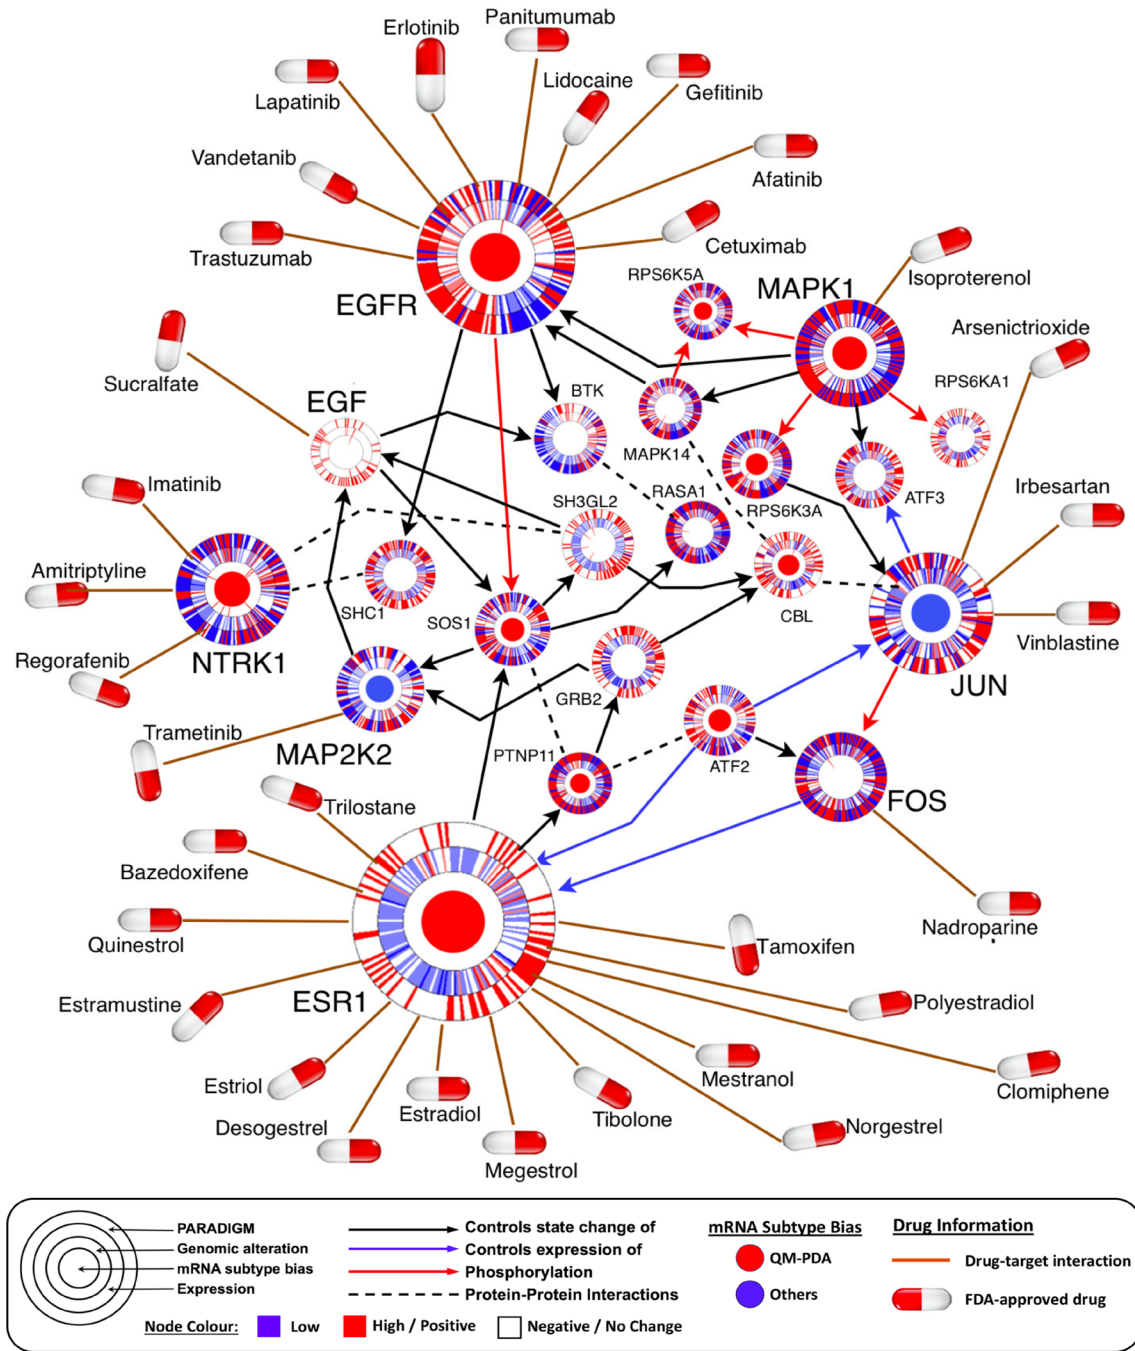 Panitumumab
Erlotinib
Lidocaine
Lapatinib
Gefitinib
Vandetanib
Afatinib
Trastuzumab
Cetuximab
RPS6K5A
MAPK1
Isoproterenol
EGFR
Arsenictrioxide
Sucralfate
RPS6KA1
EGF
BTK
MAPK14
Imatinib
SH3GL2
RASA1
RPS6K3A
ATF3
Irbesartan
Amitriptyline
SHC1
SOS1
CBL
Vinblastine
Regorafenib
NTRK1
JUN
GRB2
Trametinib
MAP2K2
PTNP11
ATF2
Trilostane
FOS
Bazedoxifene
Quinestrol
Tamoxifen
Nadroparine
Estramustine
ESR1
Polyestradiol
Estriol
Mestranol
Clomiphene
Estradiol
Tibolone
Desogestrel
Norgestrel
Megestrol
PARADIGM
Genomic alteration
mRNA subtype bias
Expression
Controls state change of
Controls expression of
Phosphorylation
Protein-Protein Interactions
mRNA Subtype Bias
QM-PDA
Others
Drug Information
Drug-target interaction
FDA-approved drug
Node Colour: Low High / Positive Negative / No Change